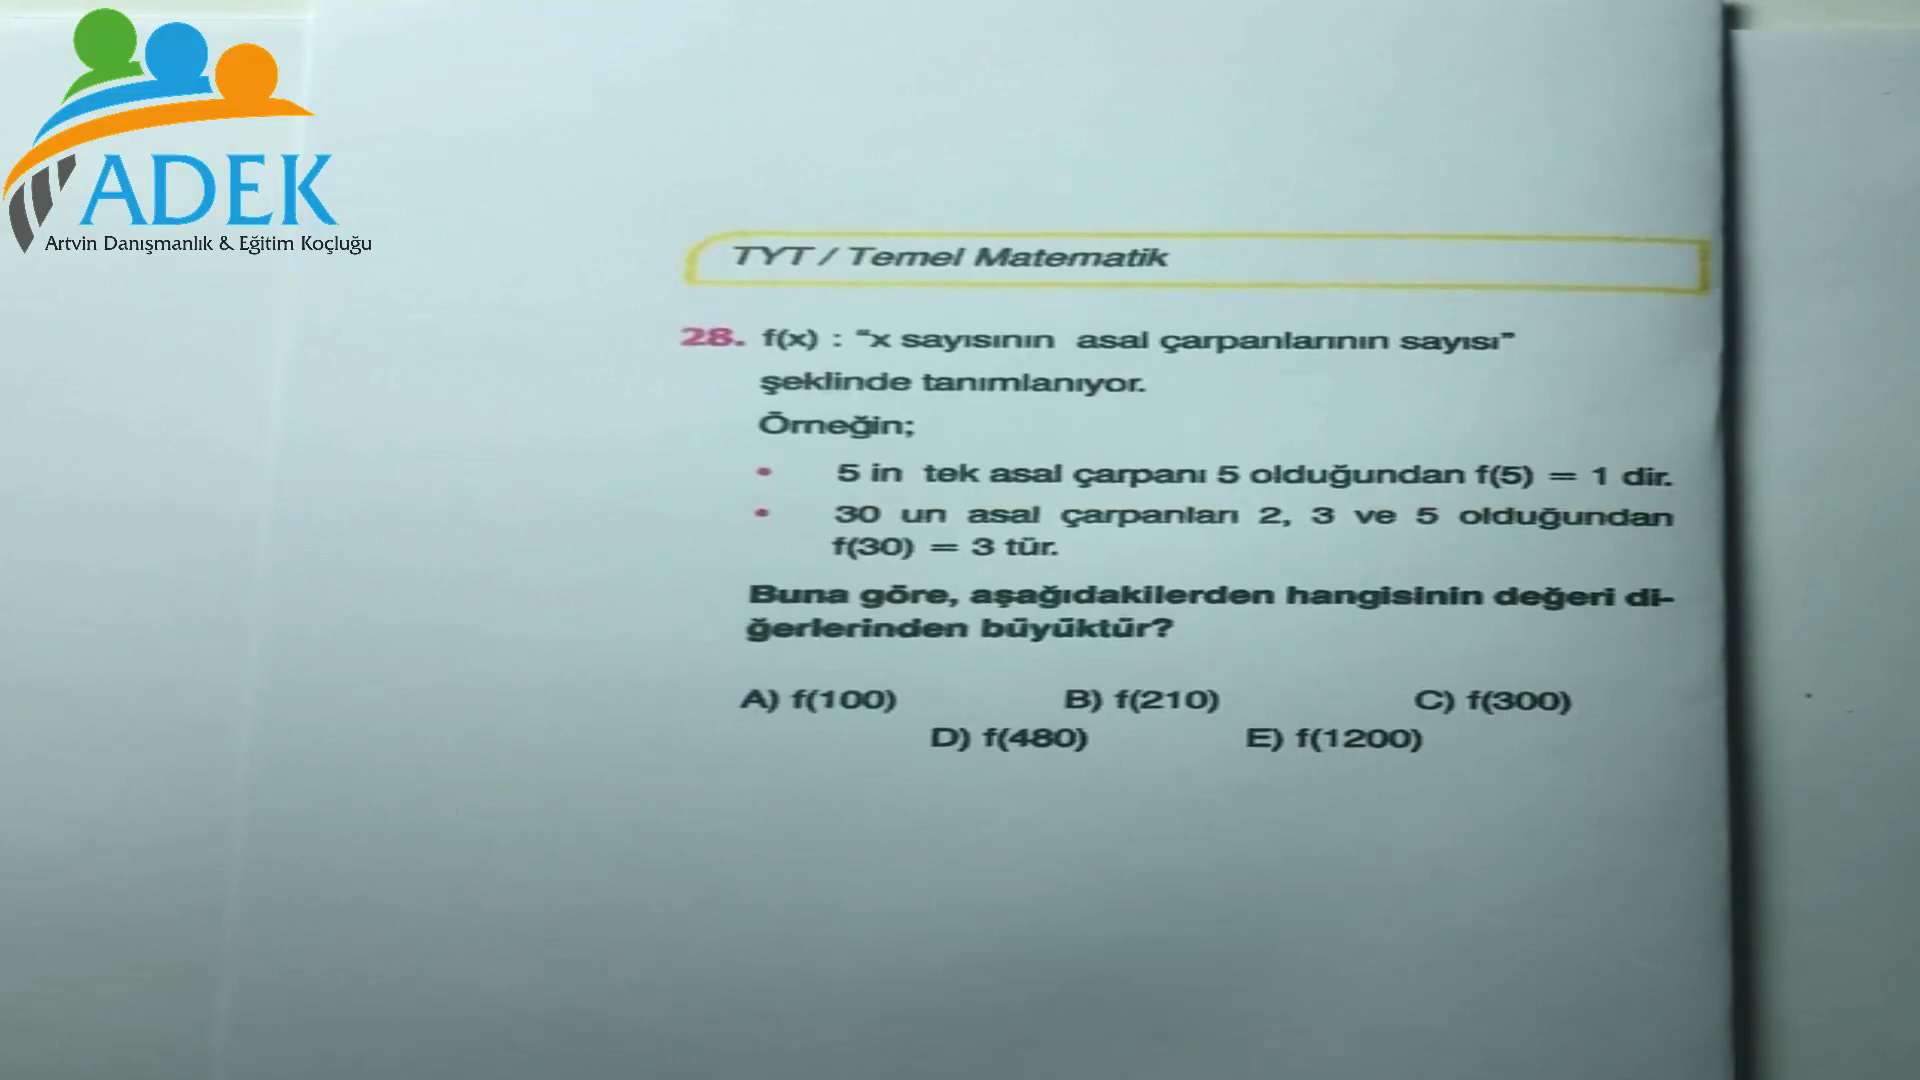 ADEK
Artvin Danışmanlık & Eğitim Koçluğu
TYT / Temel Matematik
28. f(x) : “x sayısının asal çarpanlarının sayısı”
şeklinde tanımlanıyor.
Örneğin;
• 5 in tek asal çarpanı 5 olduğundan f(5) = 1 dir.
• 30 un asal çarpanları 2, 3 ve 5 olduğundan
f(30) = 3 tür.
Buna göre, aşağıdakilerden hangisinin değeri di-
ğerlerinden büyüktür?
A) f(100) B) f(210) C) f(300)
D) f(480) E) f(1200)